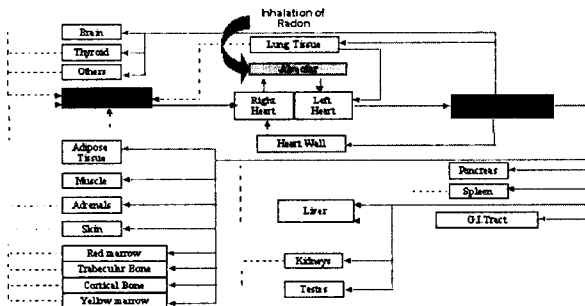 Inhalation of
Radon
Brain
Lung Tissue
Thyroid
Others
Alveolar
Right
Heart
Left
Heart
Heart Wall
Adipose
Tissue
Muscle
Adrenals
Skin
Red marrow
Trabecular Bone
Cortical Bone
Yellow marrow
Liver
Kidneys
Testes
Pancreas
Spleen
G.I.Tract